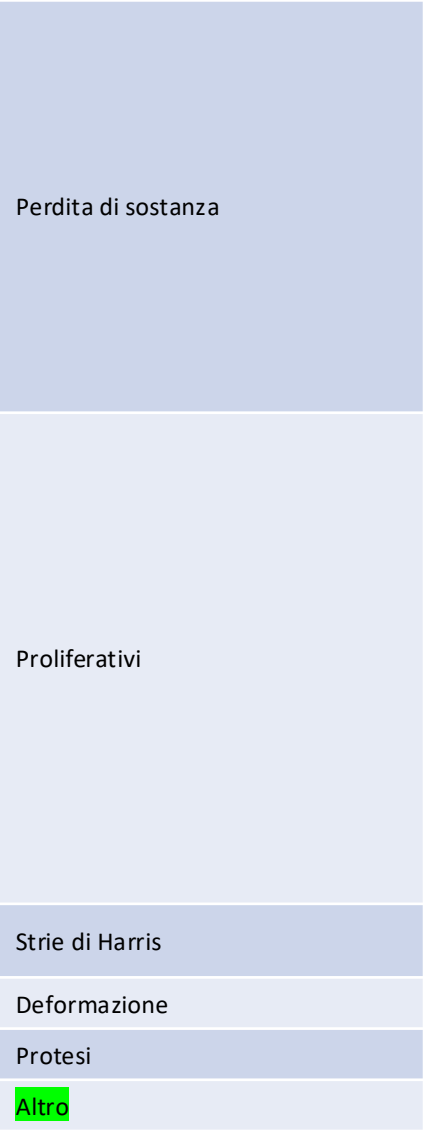 Perdita di sostanza
Proliferativi
Strie di Harris
Deformazione
Protesi
Altro